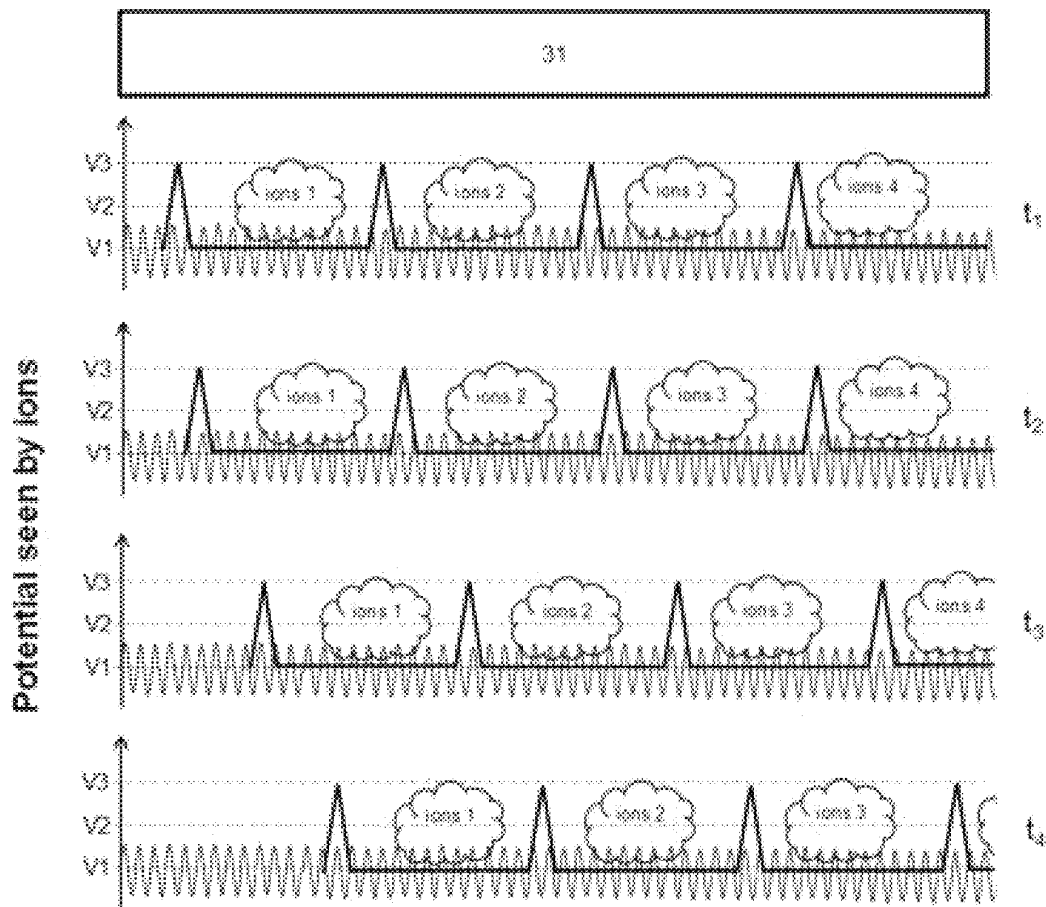 31
V3
V2
V1
ions 1
ions 2
ions 3
ions 4
t1
V3
V2
V1
ions 1
ions 2
ions 3
ions 4
t2
V3
V2
V1
ions 1
ions 2
ions 3
ions 4
t3
V3
V2
V1
ions 1
ions 2
ions 3
t4
Potential seen by ions